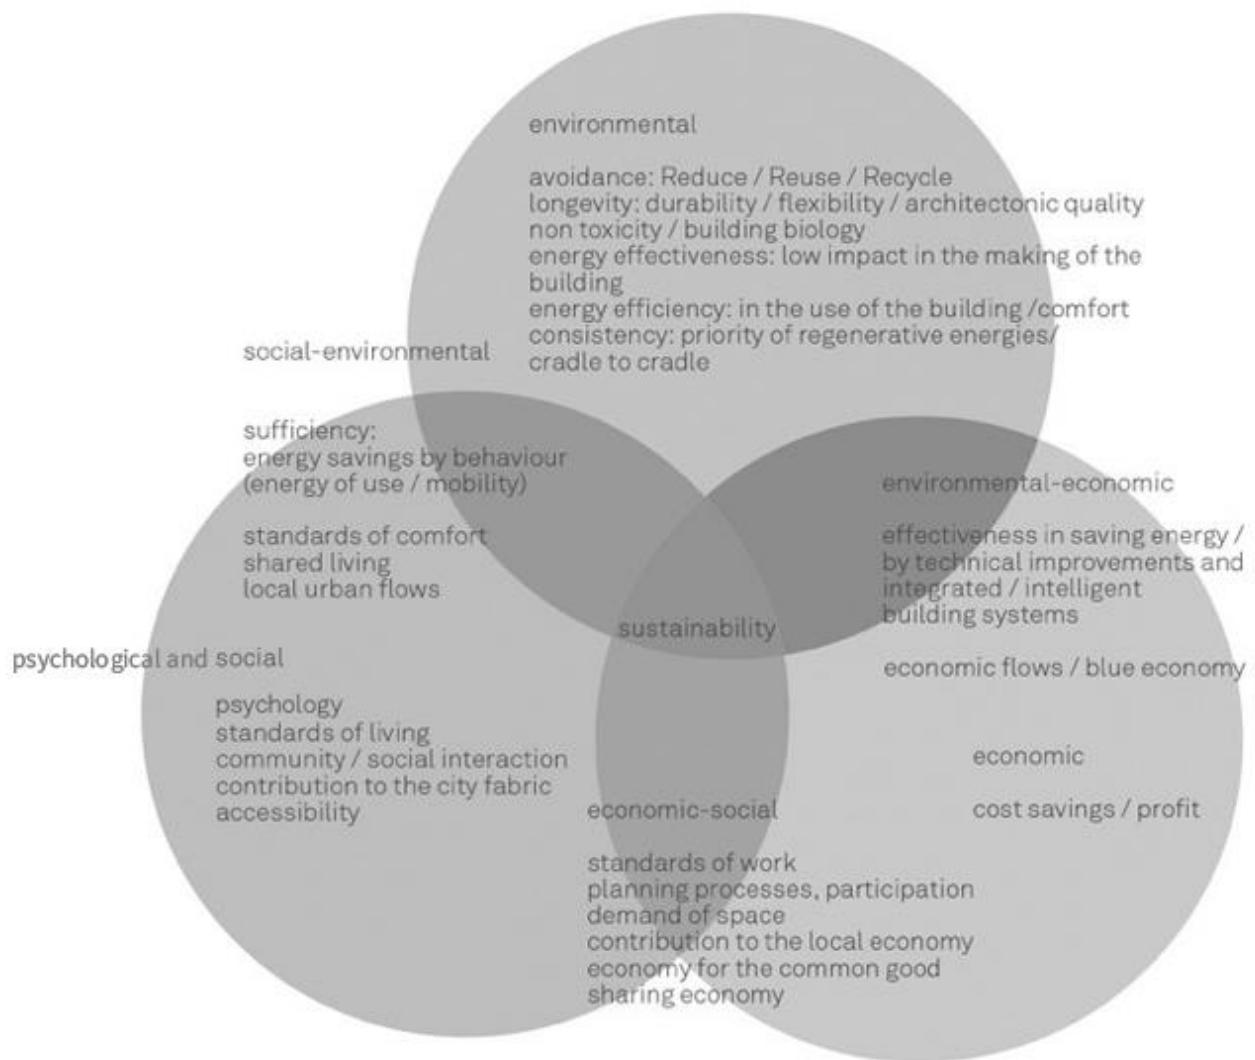 environmental
avoidance: Reduce / Reuse / Recycle
longevity: durability / flexibility / architectonic quality
non toxicity / building biology
energy effectiveness: low impact in the making of the
building
energy efficiency: in the use of the building /comfort
consistency: priority of regenerative energies/
cradle to cradle
social-environmental
sufficiency:
energy savings by behaviour
(energy of use / mobility)
standards of comfort
shared living
local urban flows
environmental-economic
effectiveness in saving energy /
by technical improvements and
integrated / intelligent
building systems
economic flows / blue economy
sustainability
psychological and social
psychology
standards of living
community / social interaction
contribution to the city fabric
accessibility
economic
cost savings / profit
economic-social
standards of work
planning processes, participation
demand of space
contribution to the local economy
economy for the common good
sharing economy